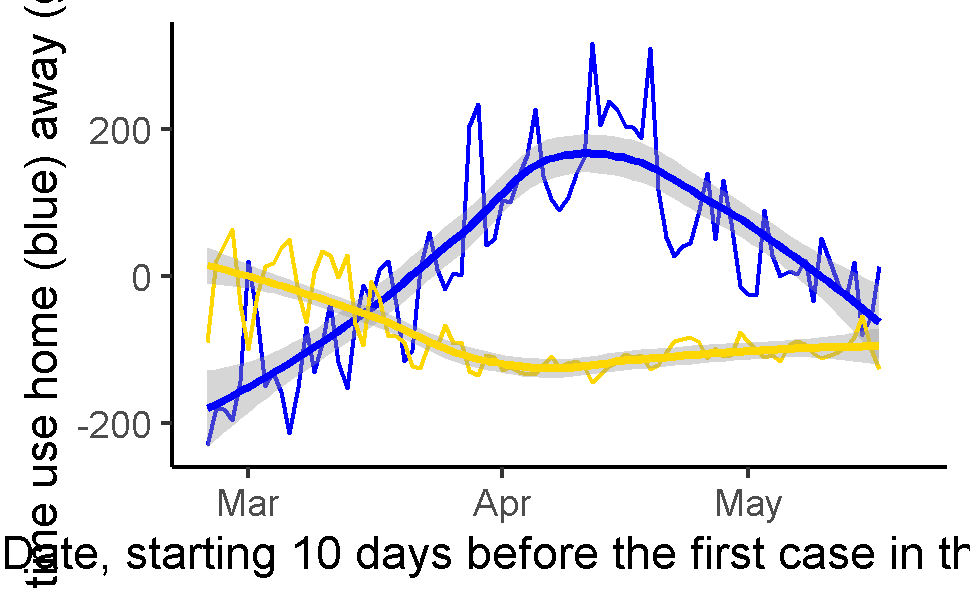 time use home (blue) away (
200
0
-200
Mar Apr May
Date, starting 10 days before the first case in th